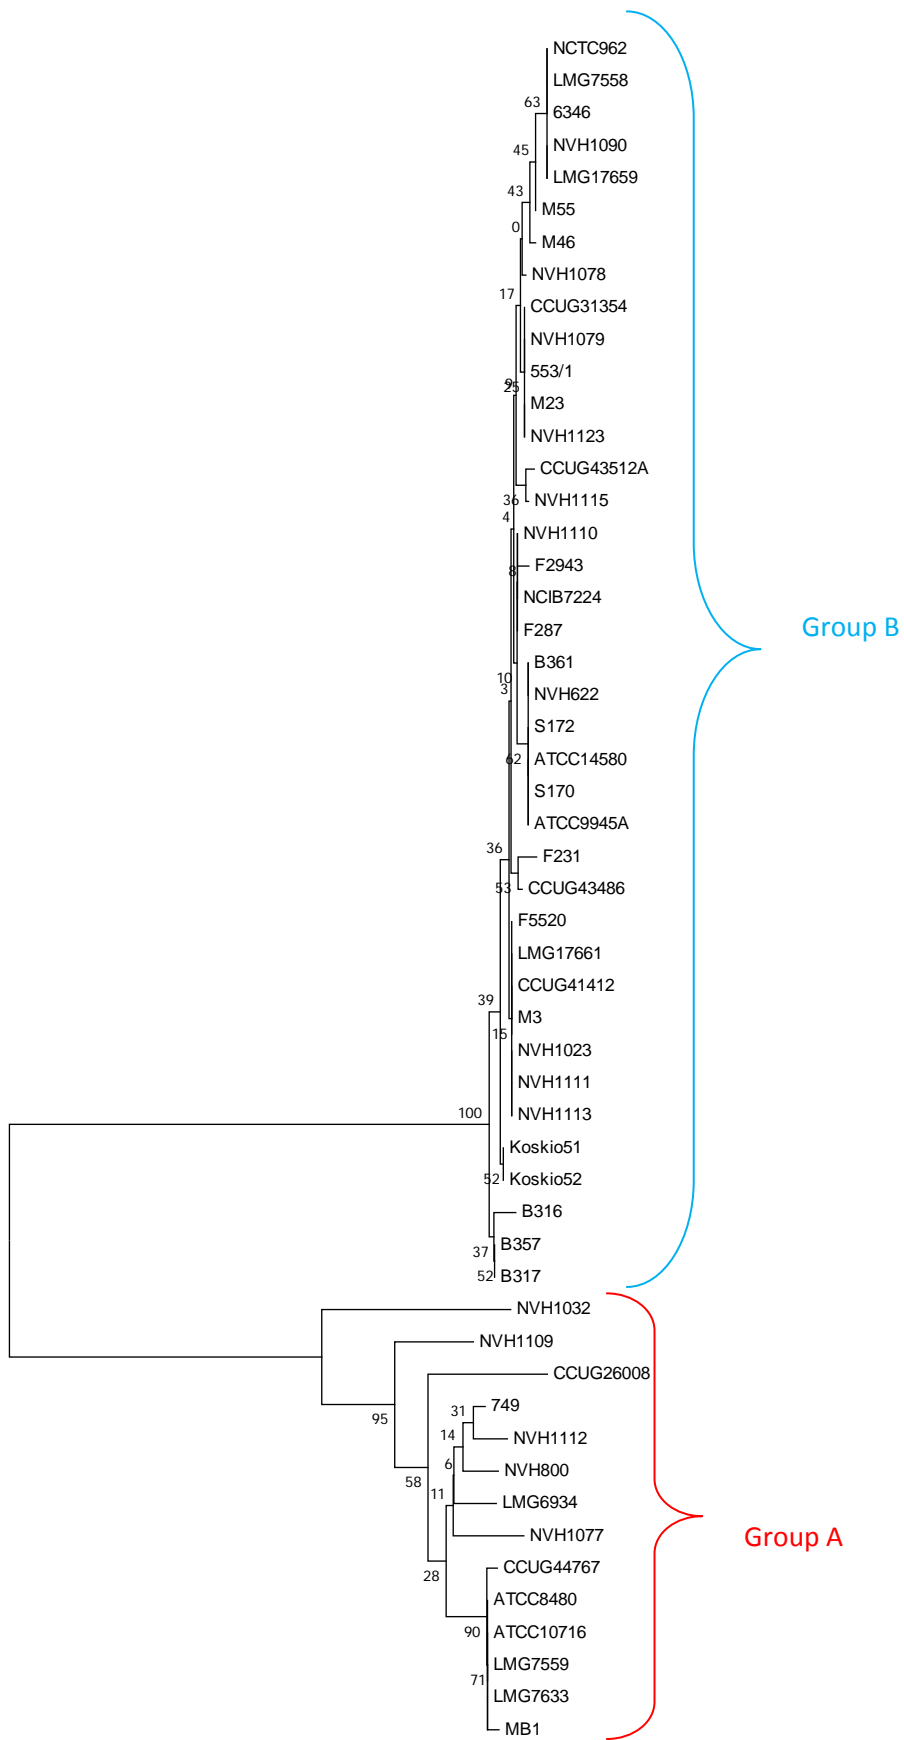 NCTC962
LMG7558
63
6346
NVH1090
45
LMG17659
43
M55
0
M46
NVH1078
17
CCUG31354
NVH1079
553/1
25
M23
NVH1123
CCUG43512A
36
NVH1115
4
NVH1110
8
F2943
NCIB7224
F287
Group B
B361
10
3
NVH622
S172
62
ATCC14580
S170
ATCC9945A
36
F231
53
CCUG43486
F5520
LMG17661
CCUG41412
39
M3
15
NVH1023
NVH1111
100
NVH1113
Koskio51
52
Koskio52
B316
37
B357
52
B317
NVH1032
NVH1109
CCUG26008
31
749
95
14
NVH1112
6
NVH800
58
11
LMG6934
NVH1077
Group A
28
CCUG44767
ATCC8480
90
ATCC10716
LMG7559
71
LMG7633
MB1